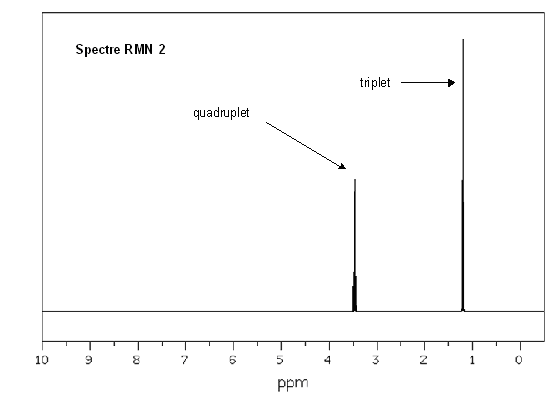 Spectre RMN 2
triplet
quadruplet
10 9 8 7 6 5 4 3 2 1 0
ppm